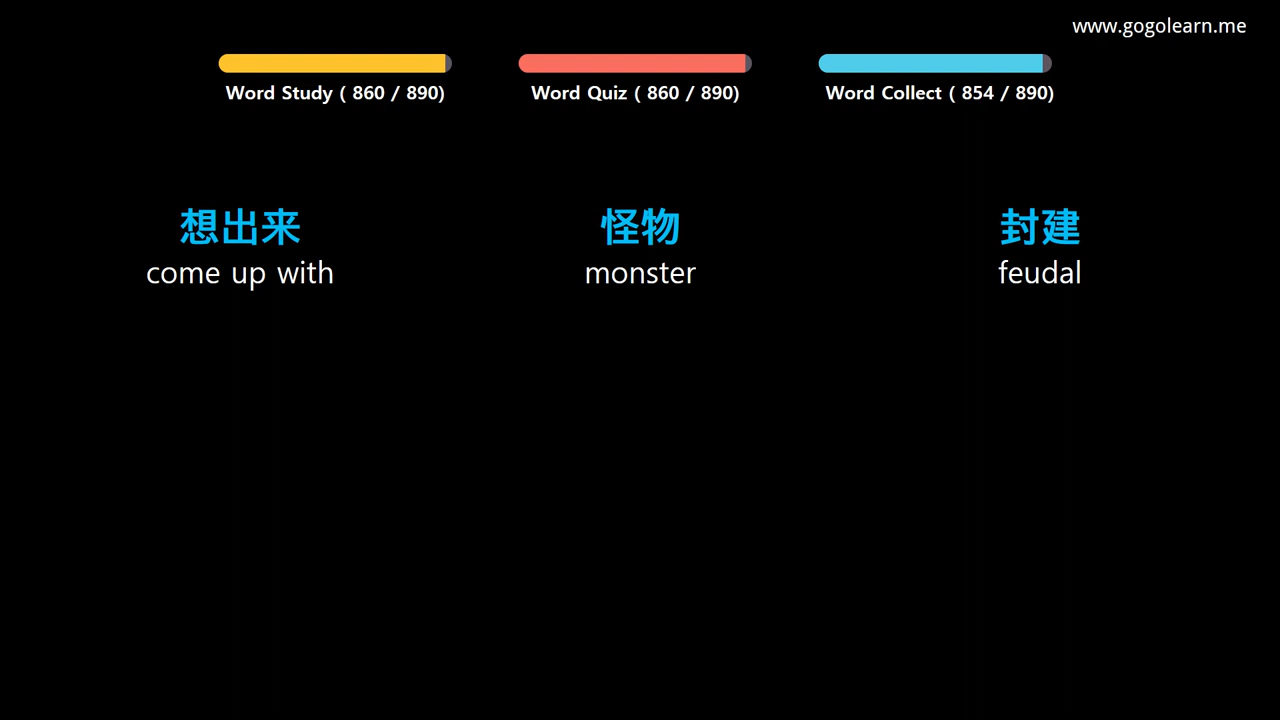 www.gogolearn.me
Word Study ( 860 / 890)
Word Quiz ( 860 / 890)
Word Collect ( 854 / 890)
想出来
come up with
怪物
monster
封建
feudal